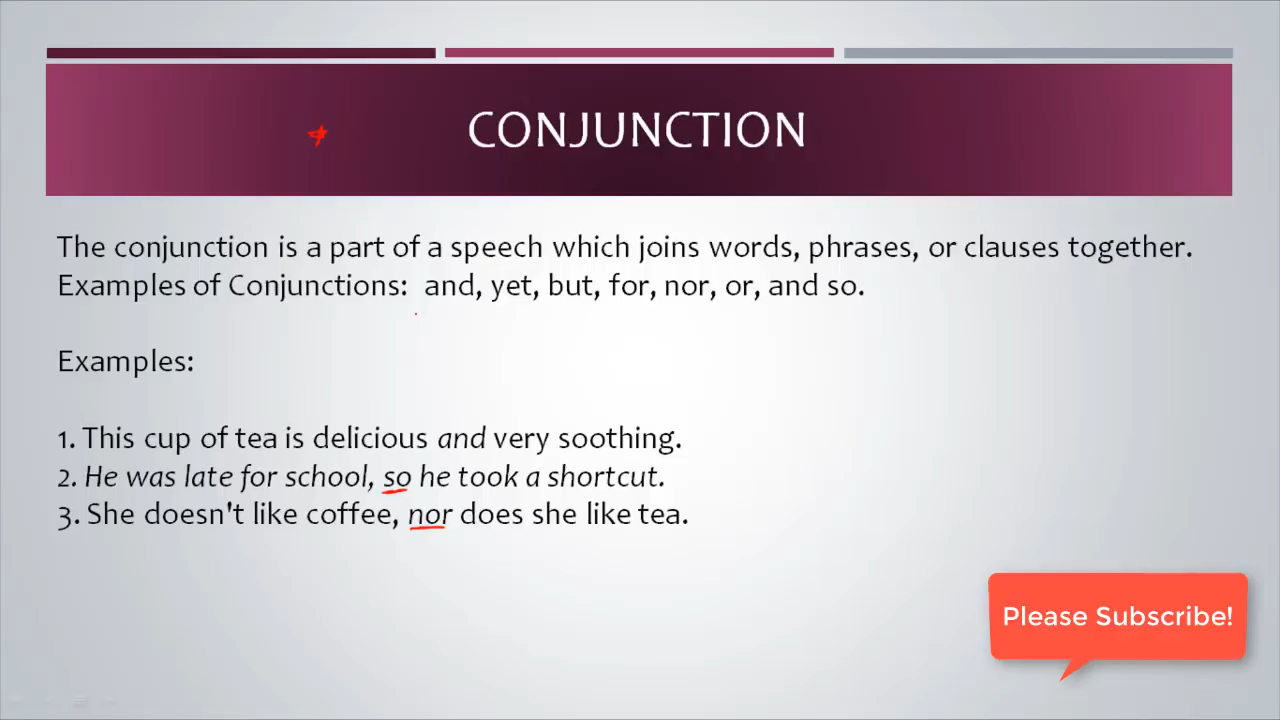 CONJUNCTION
The conjunction is a part of a speech which joins words, phrases, or clauses together.
Examples of Conjunctions: and, yet, but, for, nor, or, and so.
Examples:
1. This cup of tea is delicious and very soothing.
2. He was late for school, so he took a shortcut.
3. She doesn't like coffee, nor does she like tea.
Please Subscribe!